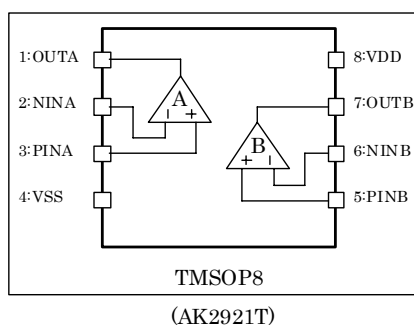 1:OUTA
2:NINA
3:PINA
4:VSS
8:VDD
7:OUTB
6:NINB
5:PINB
A
- +
B
+ -
TMSOP8
(AK2921T)